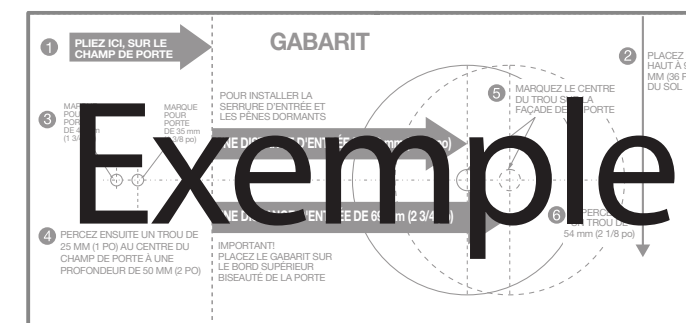 1
PLIEZ ICI, SUR LE
CHAMP DE PORTE
GABARIT
2
PLACEZ
HAUT À
MM (36
DU SOL
3
MARQUE
POUR
PORTE
DE 35 mm
POUR INSTALLER LA
SERRURE D'ENTRÉE ET
LES PÊNES DORMANTS
5
MARQUEZ LE CENTRE
DU TROU
FAÇADE DE
Exemple
4
PERCEZ ENSUITE UN TROU DE
25 MM (1 PO) AU CENTRE DU
CHAMP DE PORTE À UNE
PROFONDEUR DE 50 MM (2 PO)
IMPORTANT!
PLACEZ LE GABARIT SUR
LE BORD SUPÉRIEUR
BISEAUTÉ DE LA PORTE
6
54 mm (2 1/8 po)